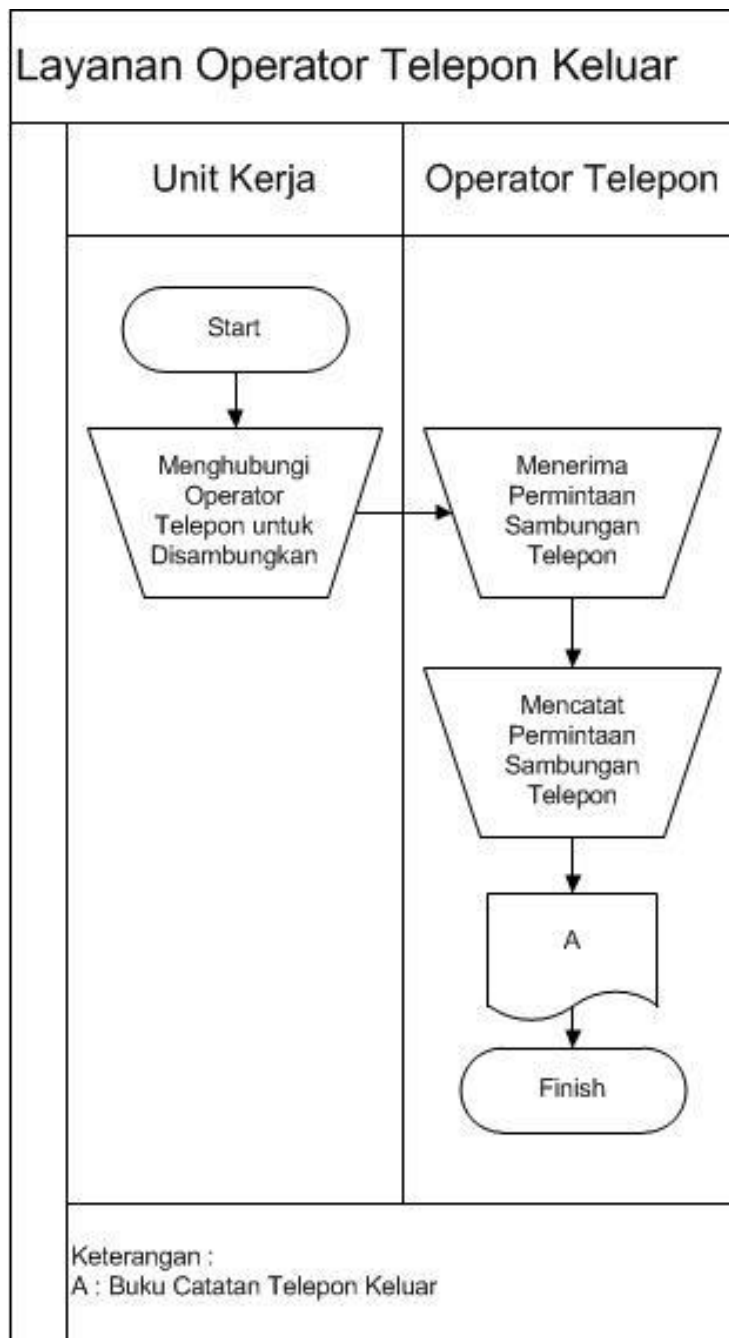 Layanan Operator Telepon Keluar
Unit Kerja
Operator Telepon
Start
Menghubungi
Operator
Telepon untuk
Disambungkan
Menerima
Permintaan
Sambungan
Telepon
Mencatat
Permintaan
Sambungan
Telepon
A
Finish
Keterangan :
A : Buku Catatan Telepon Keluar